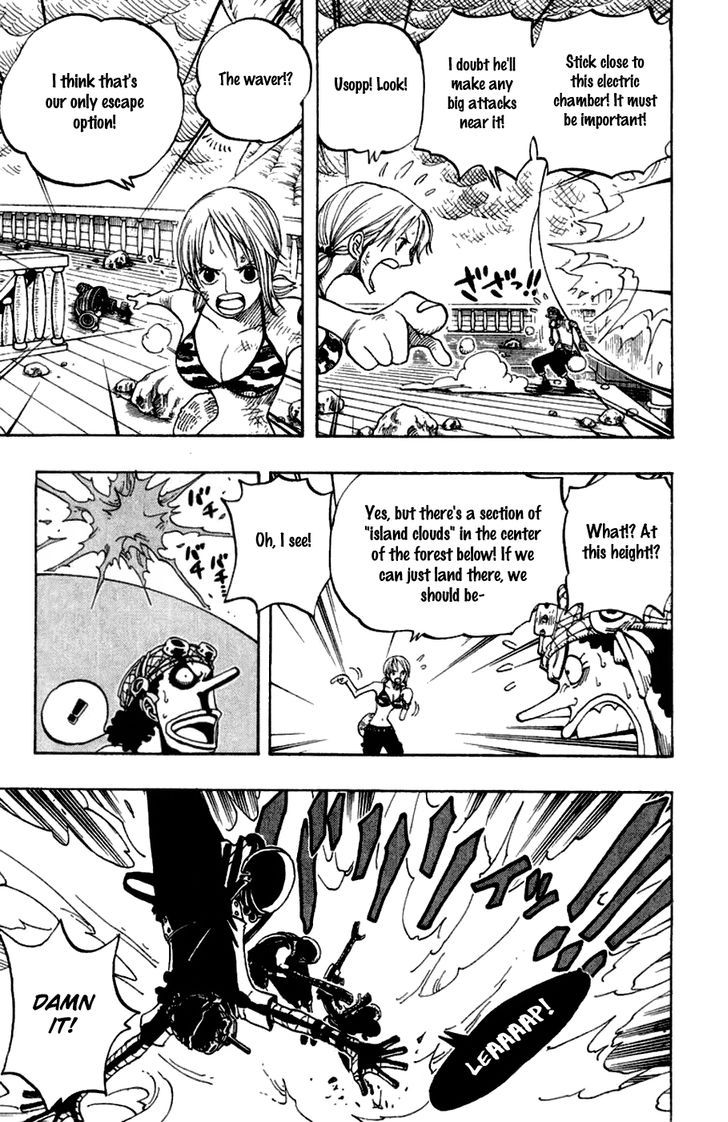 Stick close to
this electric
chamber! It must
be important!
I doubt he'll
make any
big attacks
near it!
Usopp! Look!
The waver!?
I think that's
our only escape
option!
What!? At
this height!?
Yes, but there's a section of
"island clouds" in the center
of the forest below! If we
can just land there, we
should be-
Oh, I see!
バチ
バチ
バチ
!
LEAAAAP!
DAMN
IT!